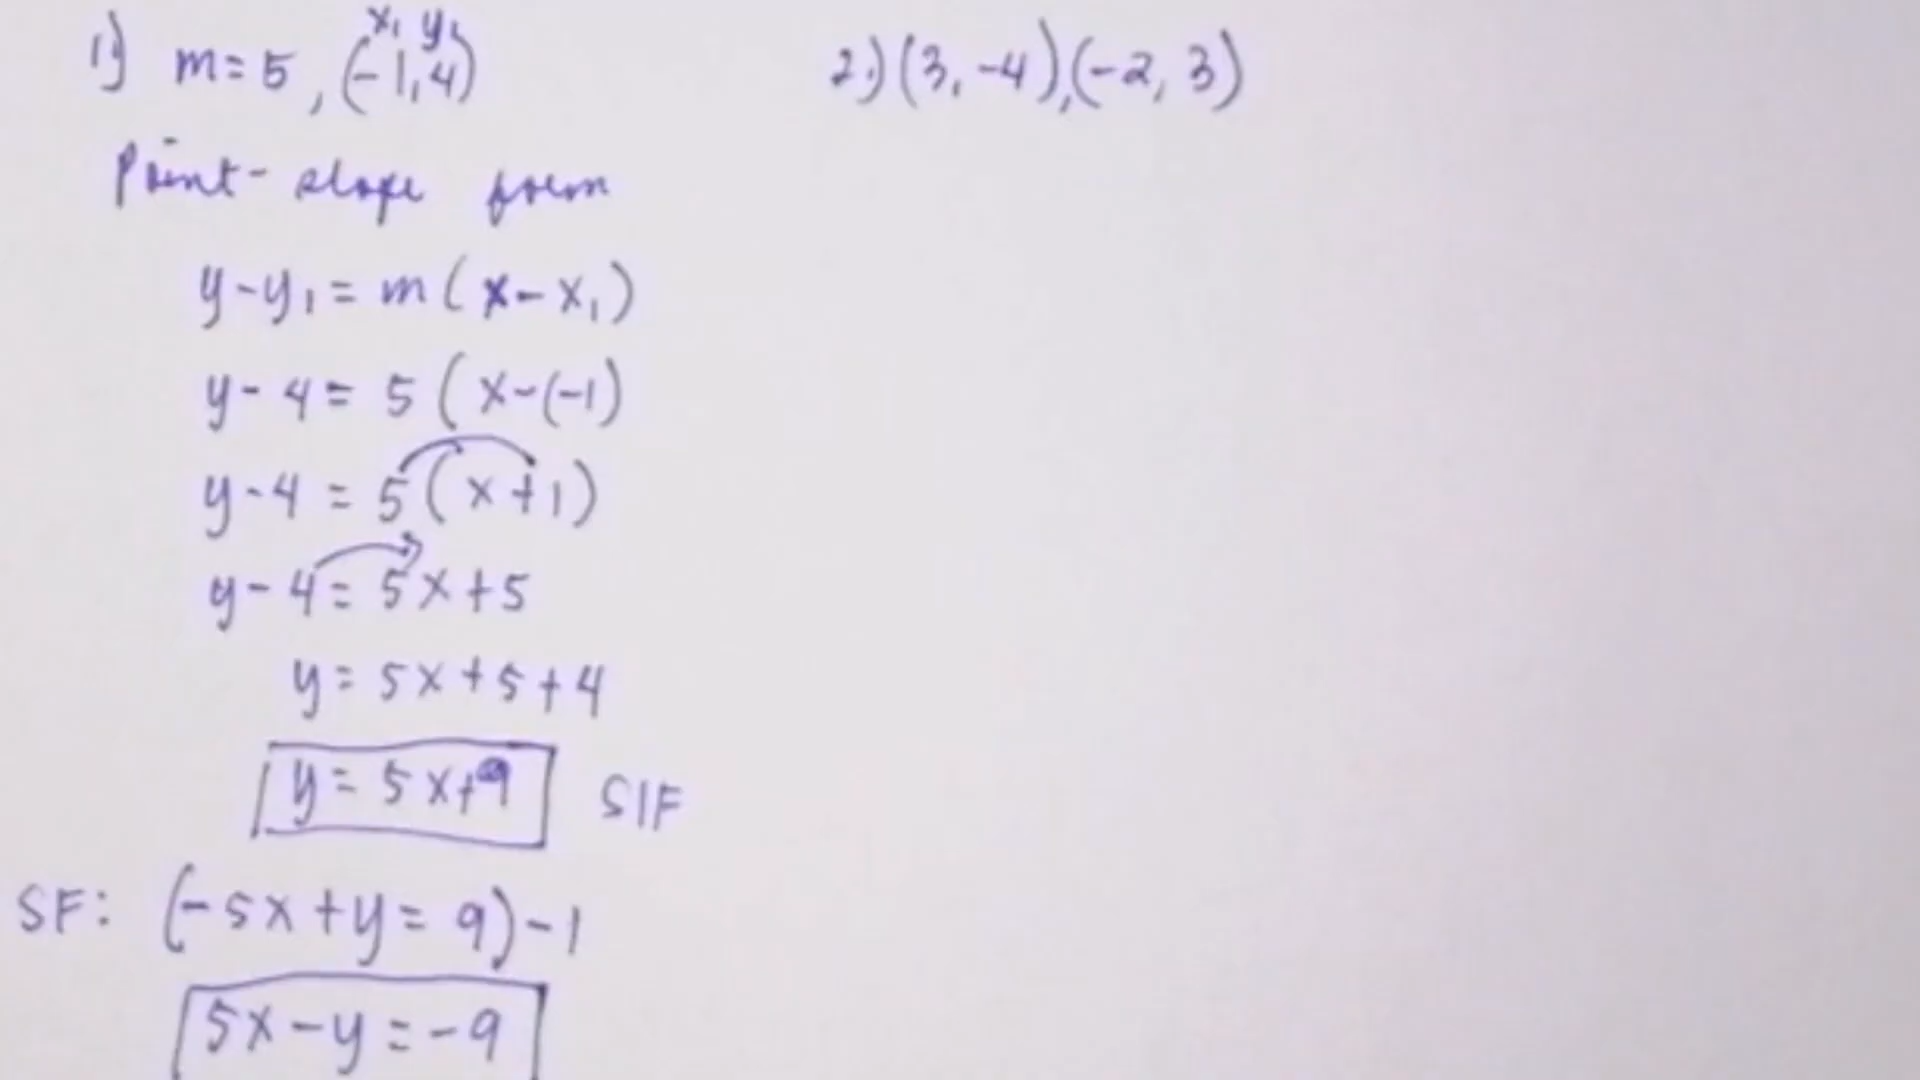 1.) m = 5, (-1, 4)
x₁ y₁
Point-slope form
y - y₁ = m(x - x₁)
y - 4 = 5(x - (-1)
y - 4 = 5(x + 1)
y - 4 = 5x + 5
y = 5x + 5 + 4
y = 5x + 9 SIF
SF: (-5x + y = 9) - 1
5x - y = -9
2.) (3, -4), (-2, 3)